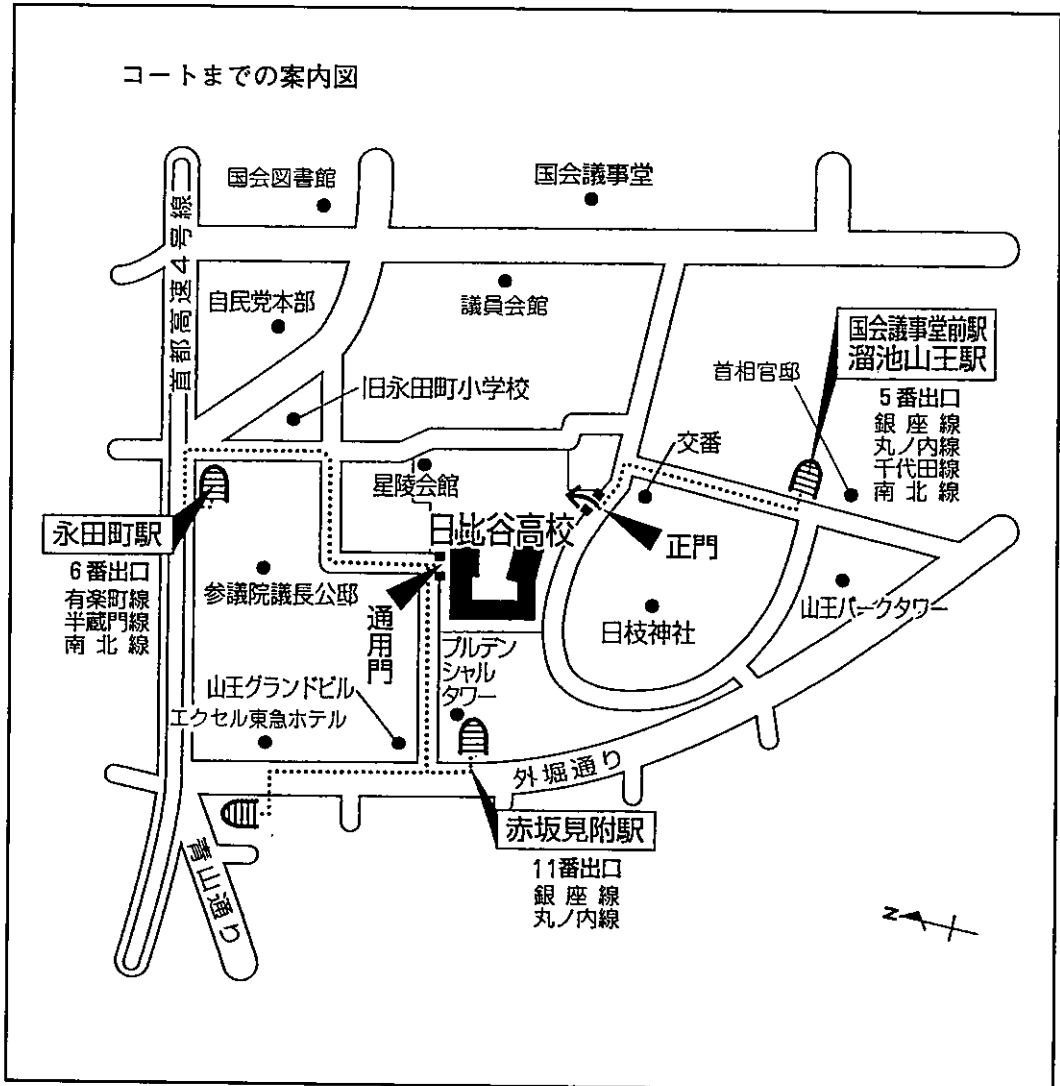 コートまでの案内図
国会図書館
国会議事堂
首都高速4号線
自民党本部
議員会館
国会議事堂前駅
溜池山王駅
5番出口
銀座線
丸ノ内線
千代田線
南北線
首相官邸
旧永田町小学校
交番
星陵会館
日比谷高校
正門
永田町駅
6番出口
有楽町線
半蔵門線
南北線
参議院議長公邸
通用門
日枝神社
山王パークタワー
プルデン
シャル
タワー
山王グランドビル
エクセル東急ホテル
外堀通り
赤坂見附駅
11番出口
銀座線
丸ノ内線
青山通り
N